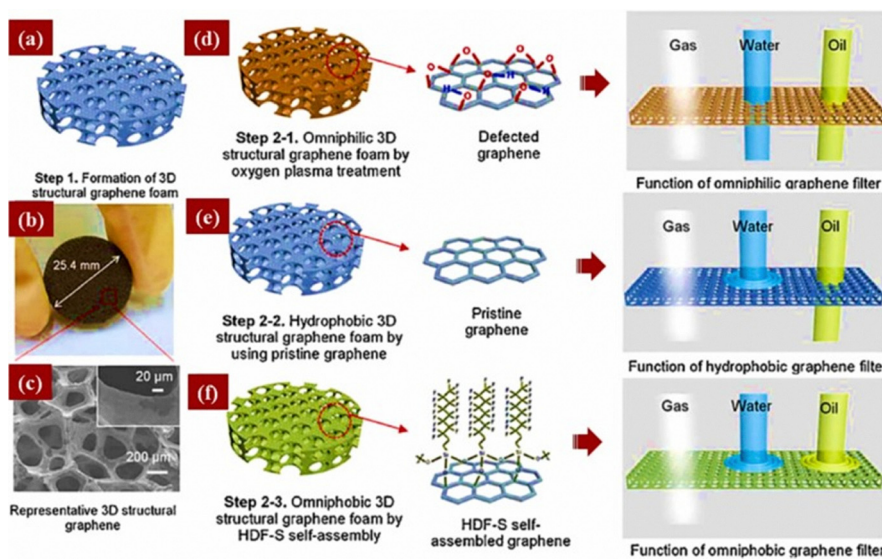 (a)
Step 1. Formation of 3D
structural graphene foam
(b)
25.4 mm
(c)
20 µm
200 µm
Representative 3D structural
graphene
(d)
Step 2-1. Omniphilic 3D
structural graphene foam by
oxygen plasma treatment
O
O
O
O
O
H
H
O
O
Defected
graphene
Gas
Water
Oil
Function of omniphilic graphene filter
(e)
Step 2-2. Hydrophobic 3D
structural graphene foam by
using pristine graphene
Pristine
graphene
Gas
Water
Oil
Function of hydrophobic graphene filter
(f)
Step 2-3. Omniphobic 3D
structural graphene foam by
HDF-S self-assembly
HDF-S self-
assembled graphene
Gas
Water
Oil
Function of omniphobic graphene filter